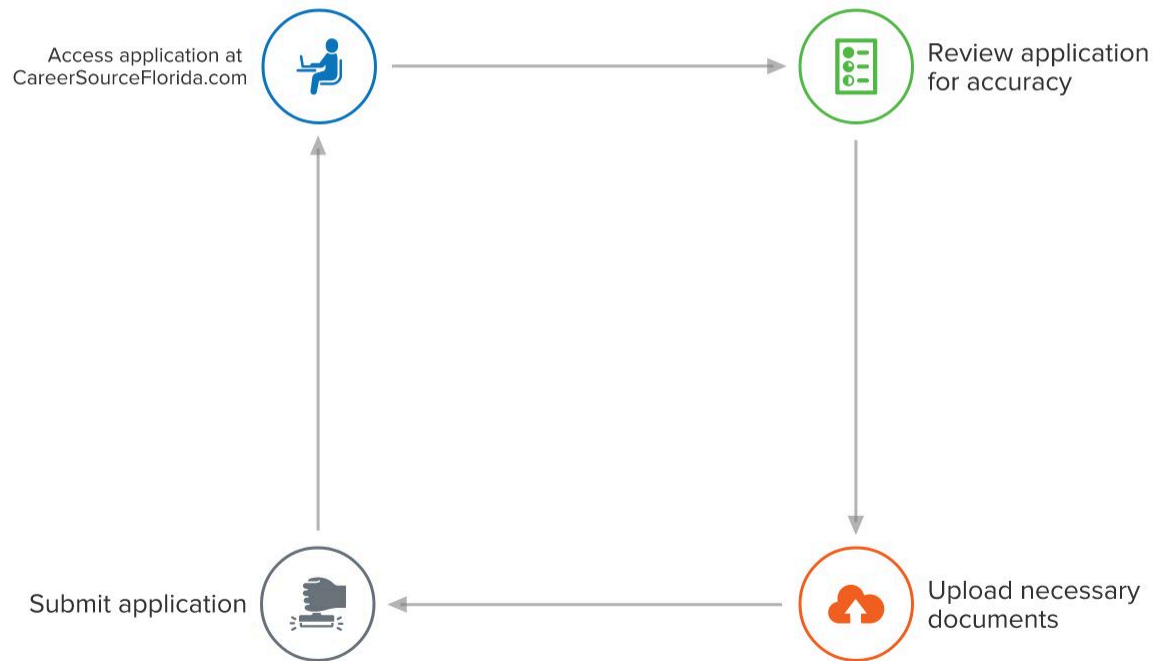 Access application at
CareerSourceFlorida.com
Review application
for accuracy
Submit application
Upload necessary
documents